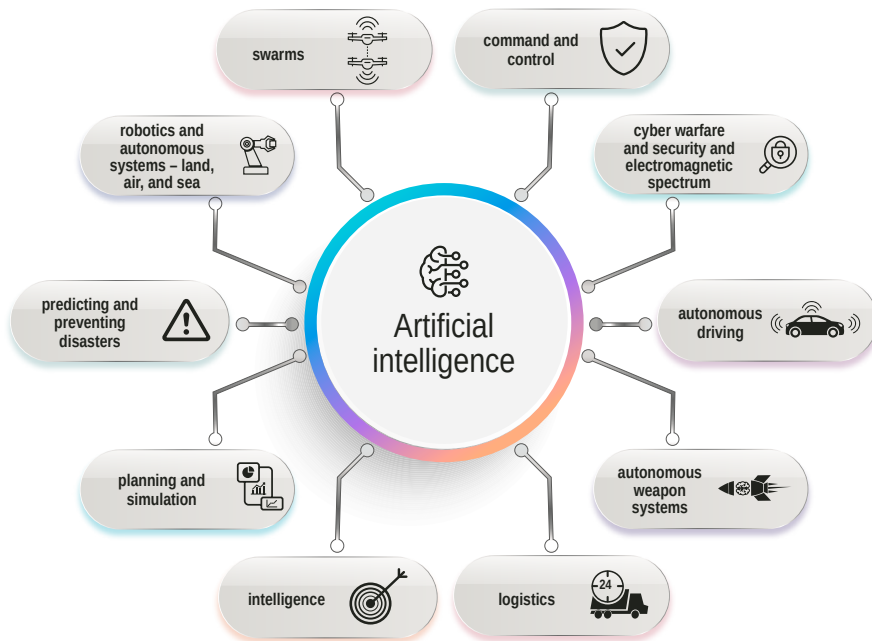 swarms
command and
control
robotics and
autonomous
systems – land,
air, and sea
cyber warfare
and security and
electromagnetic
spectrum
predicting and
preventing
disasters
Artificial
intelligence
autonomous
driving
planning and
simulation
autonomous
weapon
systems
intelligence
24
logistics